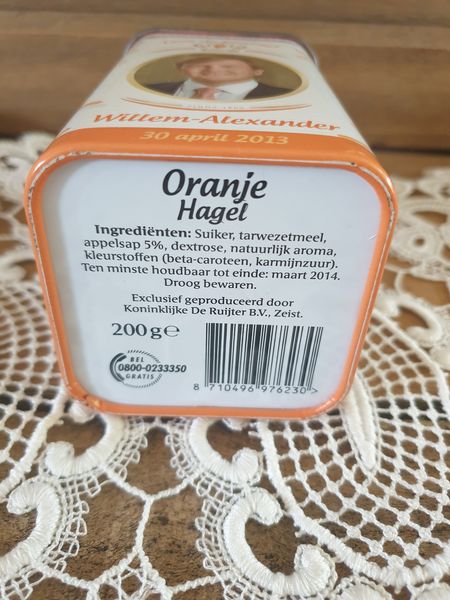 Willem-Alexander
30 april 2013
Oranje
Hagel
Ingrediënten: Suiker, tarwezetmeel,
appelsap 5%, dextrose, natuurlijk aroma,
kleurstoffen (beta-caroteen, karmijnzuur).
Ten minste houdbaar tot einde: maart 2014.
Droog bewaren.
Exclusief geproduceerd door
Koninklijke De Ruijter B.V., Zeist.
200 g e
BEL
0800-0233350
GRATIS
8 710496 976230 >